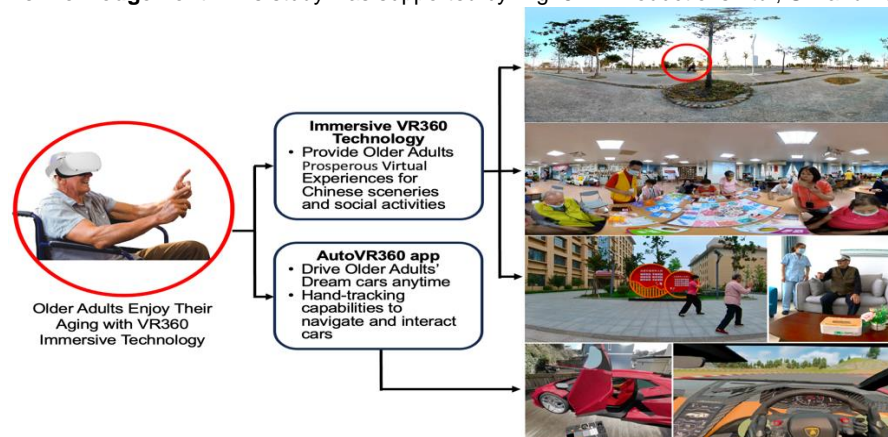 Immersive VR360
Technology
• Provide Older Adults
Prosperous Virtual
Experiences for
Chinese sceneries
and social activities
AutoVR360 app
• Drive Older Adults'
Dream cars anytime
• Hand-tracking
capabilities to
navigate and interact
cars
Older Adults Enjoy Their
Aging with VR360
Immersive Technology